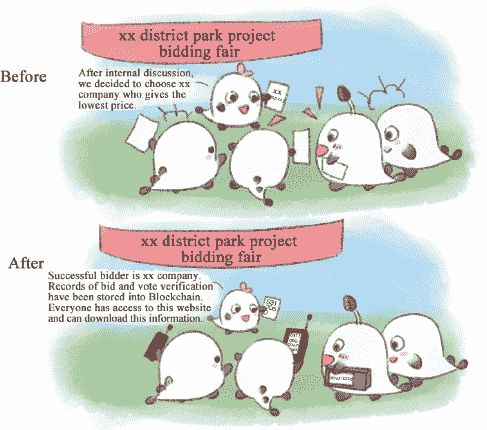 xx district park project
bidding fair
Before
After internal discussion,
we decided to choose xx
company who gives the
lowest price.
xx
xx district park project
bidding fair
After
Successful bidder is xx company.
Records of bid and vote verification
have been stored into Blockchain.
Everyone has access to this website
and can download this information.